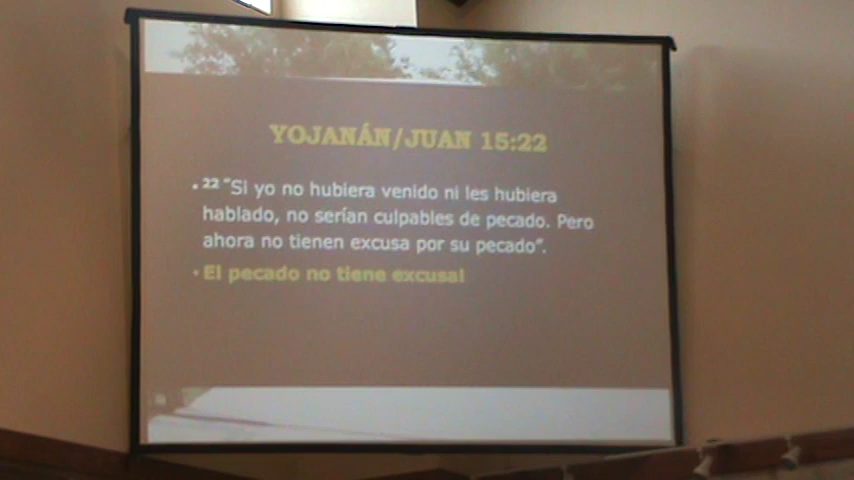 YOJANÁN/JUAN 15:22
• 22 “Si yo no hubiera venido ni les hubiera
hablado, no serían culpables de pecado. Pero
ahora no tienen excusa por su pecado”.
• El pecado no tiene excusa!